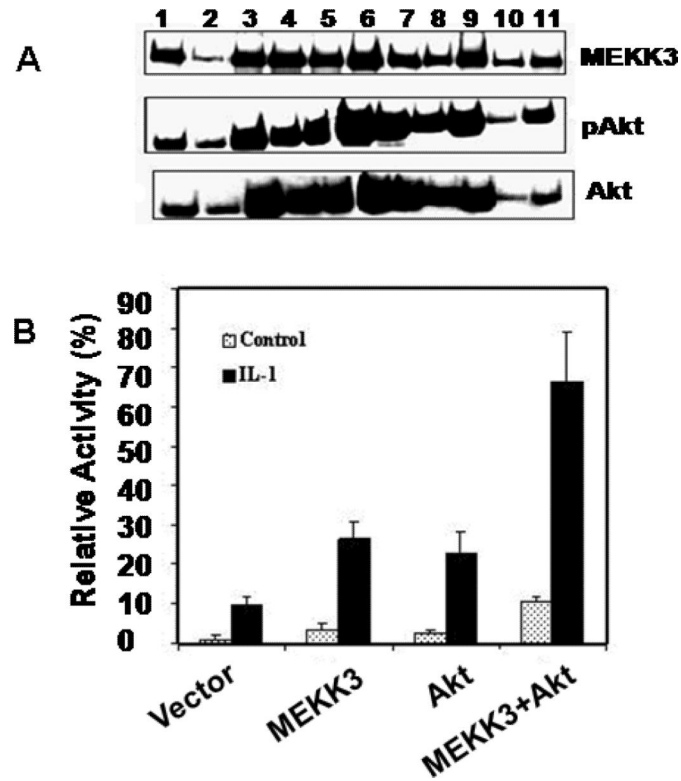 1 2 3 4 5 6 7 8 9 10 11
A
MEKK3
pAkt
Akt
B
Relative Activity (%)
90
80
70
60
50
40
30
20
10
0
Control
IL-1
Vector
MEKK3
Akt
MEKK3+Akt